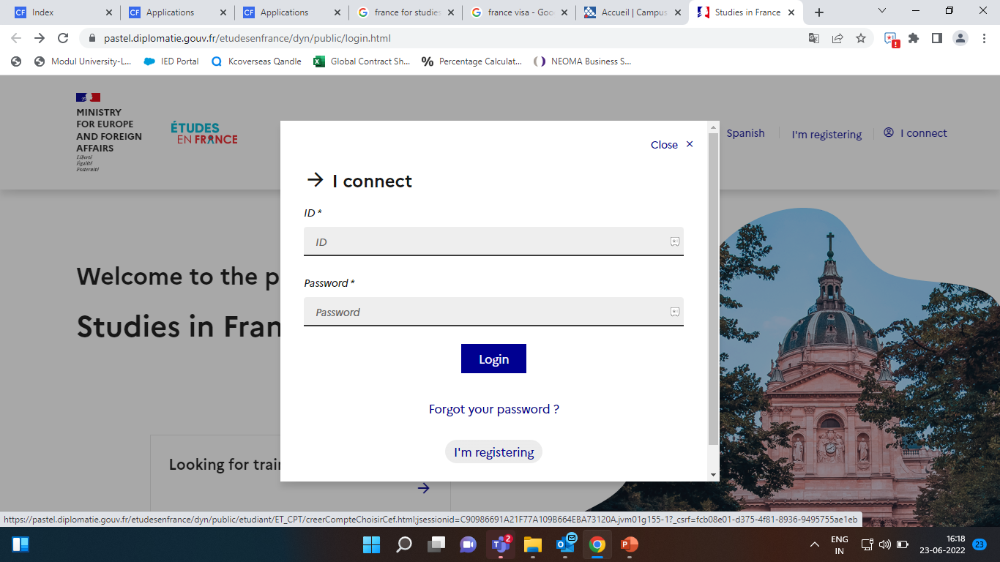 Index
Applications
Applications
france for studies
france visa - Goo
Accueil | Campus
Studies in France
pastel.diplomatie.gouv.fr/etudesenfrance/dyn/public/login.html
Modul University-L...
IED Portal
Kcoverseas Qandle
Global Contract Sh...
Percentage Calculat...
NEOMA Business S...
MINISTRY
FOR EUROPE
AND FOREIGN
AFFAIRS
Liberté
Égalité
Fraternité
ÉTUDES
EN FRANCE
Spanish
I'm registering
I connect
Close ×
→ I connect
ID *
ID
Password *
Password
Login
Forgot your password ?
I'm registering
Welcome to the p
Studies in Fran
Looking for trai
https://pastel.diplomatie.gouv.fr/etudesenfrance/dyn/public/etudiant/ET_CPT/creerCompteChoisirCef.html;jsessionid=C90986691A21F77A109B664EBA73120A.jvm01g155-1?_csrf=fcb08e01-d375-4f81-8936-9495755ae1eb
2
ENG
IN
16:18
23-06-2022
23